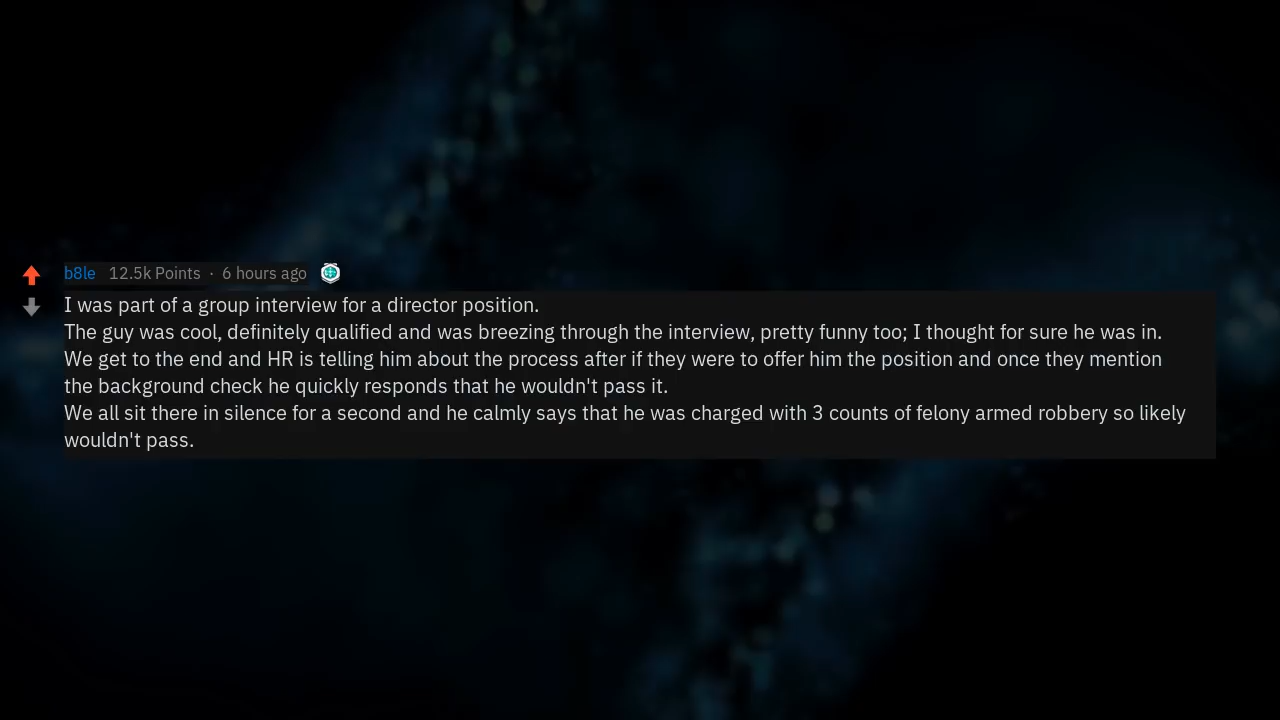 b8le 12.5k Points · 6 hours ago
I was part of a group interview for a director position.
The guy was cool, definitely qualified and was breezing through the interview, pretty funny too; I thought for sure he was in.
We get to the end and HR is telling him about the process after if they were to offer him the position and once they mention
the background check he quickly responds that he wouldn't pass it.
We all sit there in silence for a second and he calmly says that he was charged with 3 counts of felony armed robbery so likely
wouldn't pass.